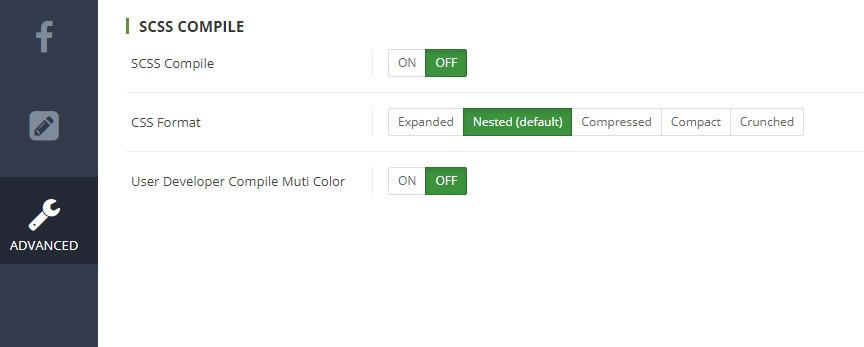 SCSS COMPILE
SCSS Compile ON OFF
CSS Format Expanded Nested (default) Compressed Compact Crunched
User Developer Compile Muti Color ON OFF
ADVANCED